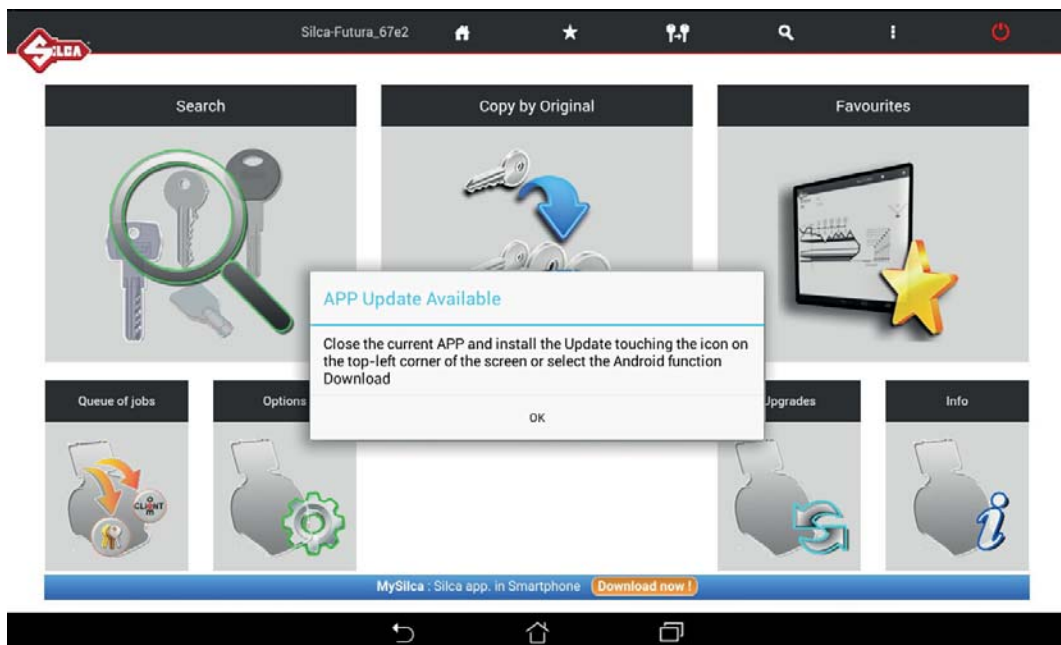 SILCA
Silca-Futura_67e2
Search
Copy by Original
Favourites
APP Update Available
Close the current APP and install the Update touching the icon on
the top-left corner of the screen or select the Android function
Download
OK
Queue of jobs
Options
Upgrades
Info
CLIENT
MySilca : Silca app. in Smartphone Download now !